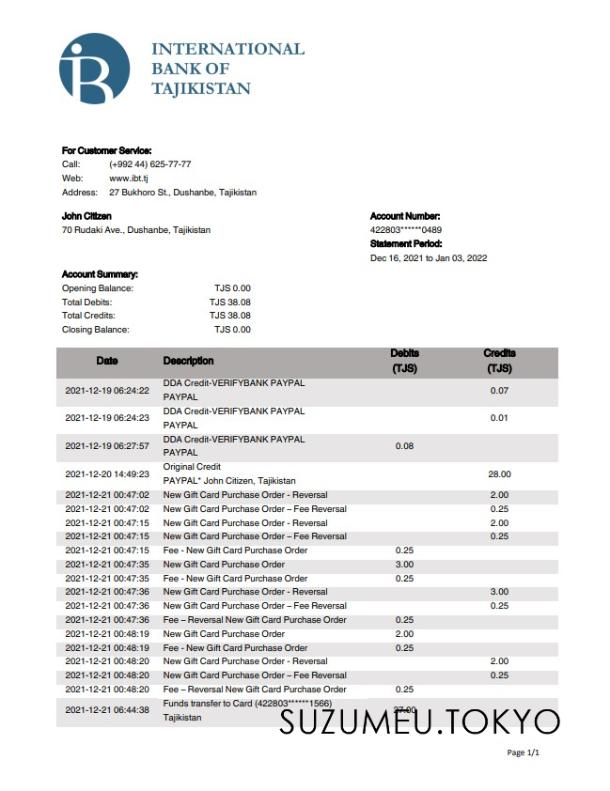 INTERNATIONAL
BANK OF
TAJIKISTAN
For Customer Service:
Call: (+992 44) 625-77-77
Web: www.ibt.tj
Address: 27 Bukhoro St., Dushanbe, Tajikistan
John Citizen
70 Rudaki Ave., Dushanbe, Tajikistan
Account Number:
422803******0489
Statement Period:
Dec 16, 2021 to Jan 03, 2022
Account Summary:
Opening Balance: TJS 0.00
Total Debits: TJS 38.08
Total Credits: TJS 38.08
Closing Balance: TJS 0.00
Date Description Debits (TJS) Credits (TJS)
2021-12-19 06:24:22 DDA Credit-VERIFYBANK PAYPAL 0.07
PAYPAL
2021-12-19 06:24:23 DDA Credit-VERIFYBANK PAYPAL 0.01
PAYPAL
2021-12-19 06:27:57 DDA Credit-VERIFYBANK PAYPAL 0.08
PAYPAL
2021-12-20 14:49:23 Original Credit 28.00
PAYPAL* John Citizen, Tajikistan
2021-12-21 00:47:02 New Gift Card Purchase Order - Reversal 2.00
2021-12-21 00:47:02 New Gift Card Purchase Order – Fee Reversal 0.25
2021-12-21 00:47:15 New Gift Card Purchase Order - Reversal 2.00
2021-12-21 00:47:15 New Gift Card Purchase Order – Fee Reversal 0.25
2021-12-21 00:47:15 Fee - New Gift Card Purchase Order 0.25
2021-12-21 00:47:35 New Gift Card Purchase Order 3.00
2021-12-21 00:47:35 Fee - New Gift Card Purchase Order 0.25
2021-12-21 00:47:36 New Gift Card Purchase Order - Reversal 3.00
2021-12-21 00:47:36 New Gift Card Purchase Order – Fee Reversal 0.25
2021-12-21 00:47:36 Fee – Reversal New Gift Card Purchase Order 0.25
2021-12-21 00:48:19 New Gift Card Purchase Order 2.00
2021-12-21 00:48:19 Fee - New Gift Card Purchase Order 0.25
2021-12-21 00:48:20 New Gift Card Purchase Order - Reversal 2.00
2021-12-21 00:48:20 New Gift Card Purchase Order – Fee Reversal 0.25
2021-12-21 00:48:20 Fee – Reversal New Gift Card Purchase Order 0.25
2021-12-21 06:44:38 Funds transfer to Card (422803******1566)
Tajikistan
SUZUMEU.TOKYO
Page 1/1